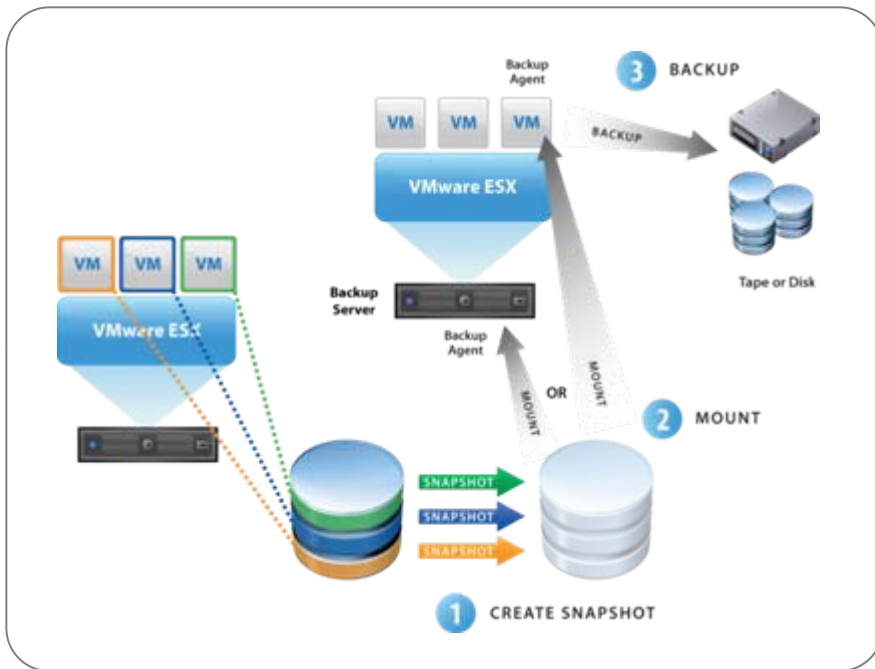 Backup
Agent
3 BACKUP
VM VM VM
BACKUP
VMware ESX
Tape or Disk
VM VM VM
VMware ESX
Backup
Server
Backup
Agent
MOUNT
OR
MOUNT
2 MOUNT
SNAPSHOT
SNAPSHOT
SNAPSHOT
1 CREATE SNAPSHOT